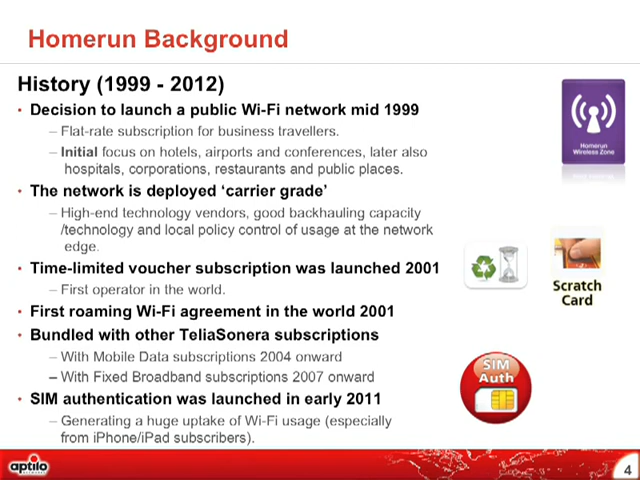 Homerun Background
History (1999 - 2012)
• Decision to launch a public Wi-Fi network mid 1999
– Flat-rate subscription for business travellers.
– Initial focus on hotels, airports and conferences, later also
hospitals, corporations, restaurants and public places.
• The network is deployed ‘carrier grade’
– High-end technology vendors, good backhauling capacity
/technology and local policy control of usage at the network
edge.
• Time-limited voucher subscription was launched 2001
– First operator in the world.
• First roaming Wi-Fi agreement in the world 2001
• Bundled with other TeliaSonera subscriptions
– With Mobile Data subscriptions 2004 onward
– With Fixed Broadband subscriptions 2007 onward
• SIM authentication was launched in early 2011
– Generating a huge uptake of Wi-Fi usage (especially
from iPhone/iPad subscribers).
Homerun
Wireless Zone
Scratch
Card
SIM
Auth
aptilo
4